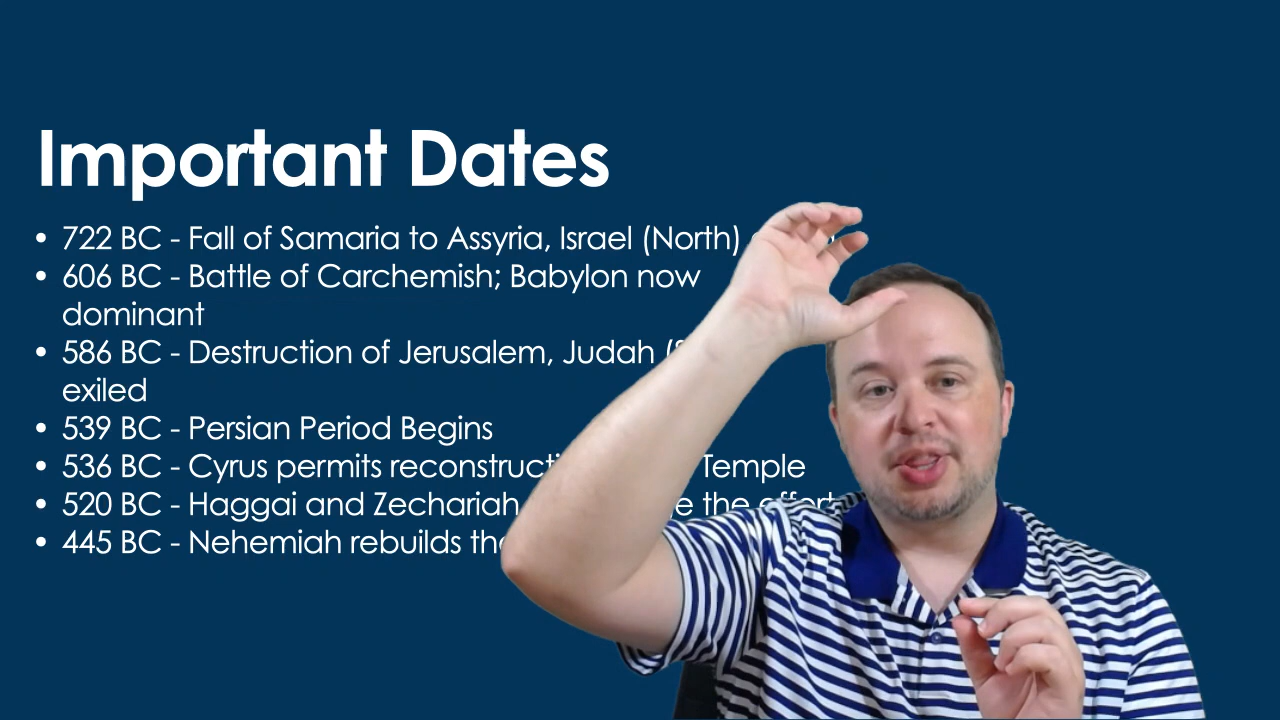 Important Dates
• 722 BC - Fall of Samaria to Assyria, Israel (North)
• 606 BC - Battle of Carchemish; Babylon now
dominant
• 586 BC - Destruction of Jerusalem, Judah
exiled
• 539 BC - Persian Period Begins
• 536 BC - Cyrus permits Temple
• 520 BC - Haggai and Zechariah the
• 445 BC - Nehemiah rebuilds